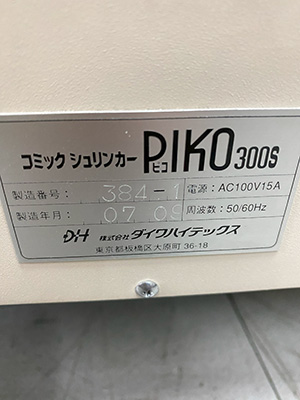 コミック シュリンカー PIKO 300S
ピコ
製造番号: 384-1 電源: AC100V15A
製造年月: 07 09 周波数: 50/60Hz
DH 株式会社 ダイワハイテックス
東京都板橋区大原町 36-18